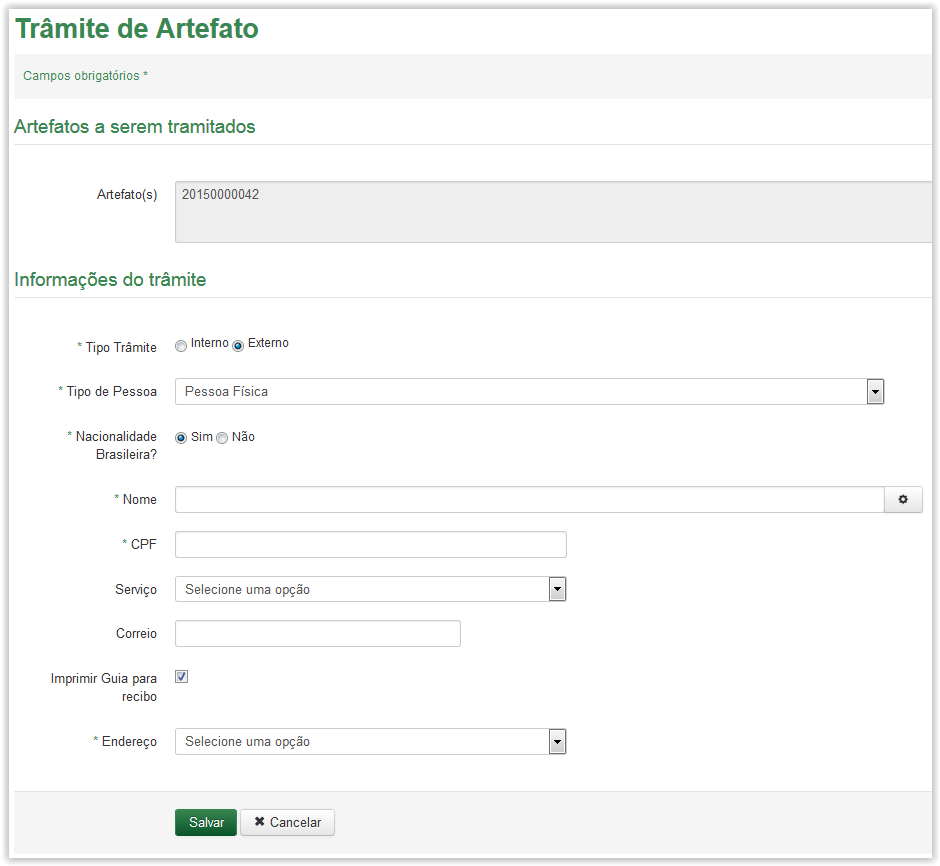 Trâmite de Artefato
Campos obrigatórios *
Artefatos a serem tramitados
Artefato(s) 20150000042
Informações do trâmite
* Tipo Trâmite Interno Externo
* Tipo de Pessoa Pessoa Física
* Nacionalidade
Brasileira? Sim Não
* Nome
* CPF
Serviço Selecione uma opção
Correio
Imprimir Guia para
recibo
* Endereço Selecione uma opção
Salvar ✖ Cancelar